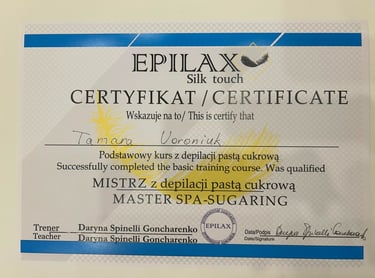 EPILAX
Silk touch
CERTYFIKAT / CERTIFICATE
Wskazuje na to/ This is certify that
Tamara Voroniuk
Podstawowy kurs z depilacji pastą cukrową
Successfully completed the basic training course. Was qualified
MISTRZ z depilacji pastą cukrową
MASTER SPA-SUGARING
Trener Daryna Spinelli Goncharenko
Teacher Daryna Spinelli Goncharenko
EPILAX
Data/Podpis
Date/Signature